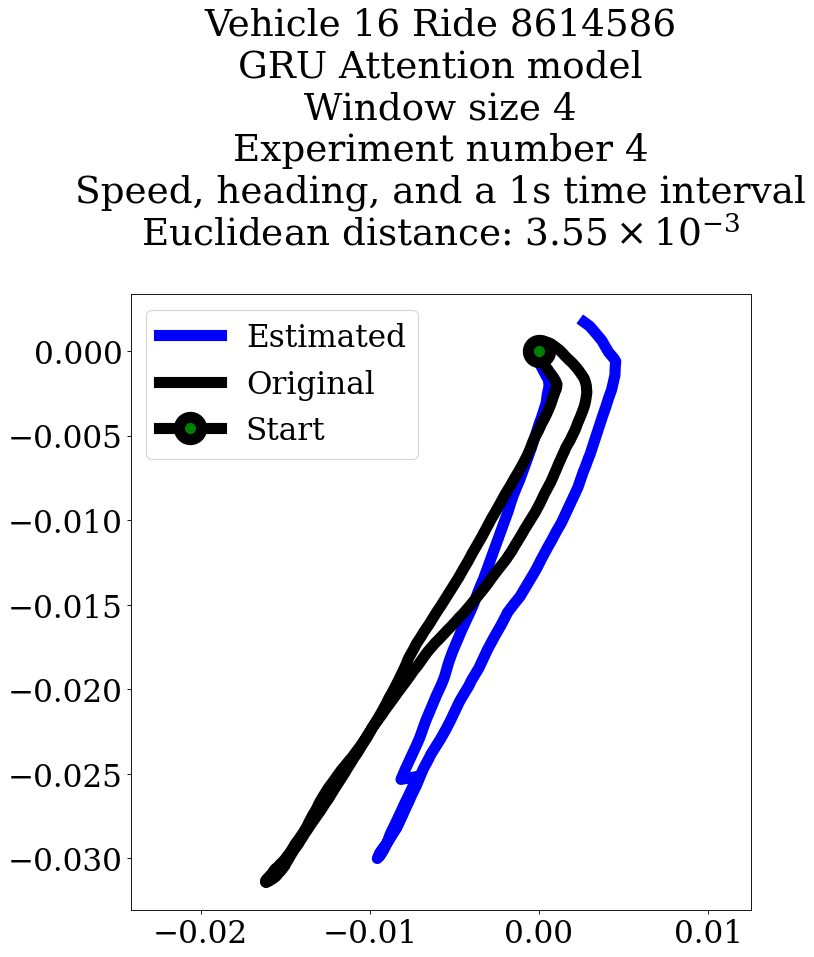 Vehicle 16 Ride 8614586
GRU Attention model
Window size 4
Experiment number 4
Speed, heading, and a 1s time interval
Euclidean distance: 3.55 × 10⁻³
Estimated
Original
Start
0.000
−0.005
−0.010
−0.015
−0.020
−0.025
−0.030
−0.02 −0.01 0.00 0.01